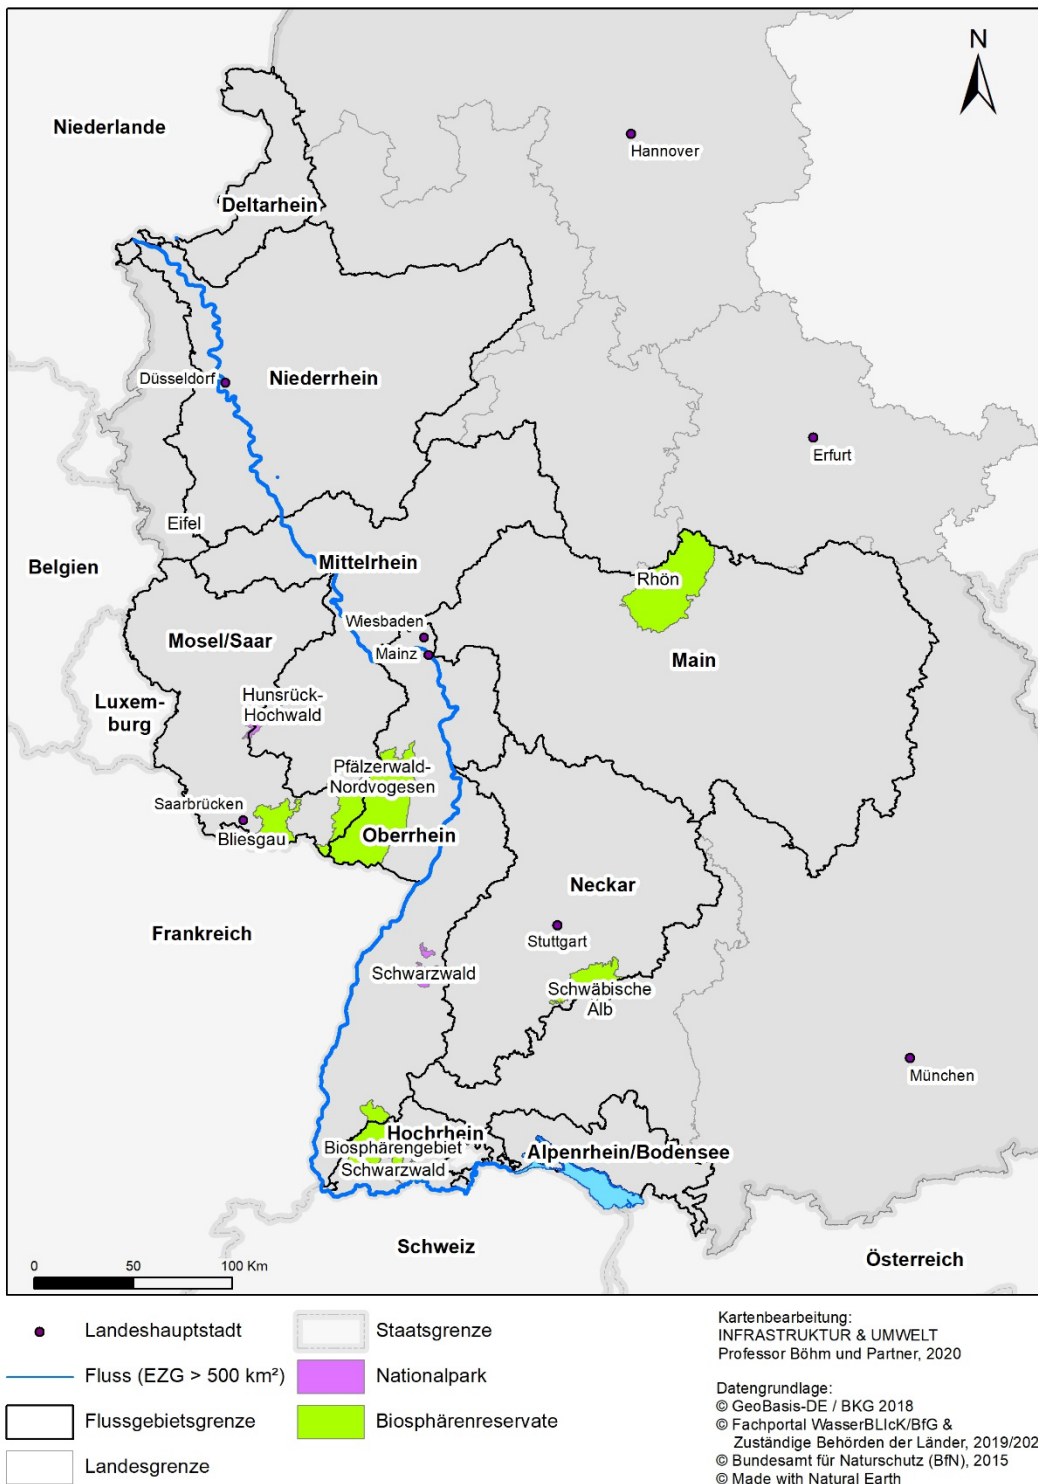 N
Niederlande
Hannover
Deltarhein
Düsseldorf
Niederrhein
Erfurt
Eifel
Belgien
Mittelrhein
Rhön
Wiesbaden
Mosel/Saar
Mainz
Main
Luxem-
burg
Hunsrück-
Hochwald
Pfälzerwald-
Nordvogesen
Saarbrücken
Bliesgau
Oberrhein
Neckar
Frankreich
Stuttgart
Schwarzwald
Schwäbische
Alb
München
Hochrhein
Biosphärengebiet
Schwarzwald
Alpenrhein/Bodensee
Schweiz
Österreich
0 50 100 Km
Landeshauptstadt
Fluss (EZG > 500 km²)
Flussgebietsgrenze
Landesgrenze
Staatsgrenze
Nationalpark
Biosphärenreservate
Kartenbearbeitung:
INFRASTRUKTUR & UMWELT
Professor Böhm und Partner, 2020
Datengrundlage:
© GeoBasis-DE / BKG 2018
© Fachportal WasserBLIcK/BfG &
Zuständige Behörden der Länder, 2019/202
© Bundesamt für Naturschutz (BfN), 2015
© Made with Natural Earth